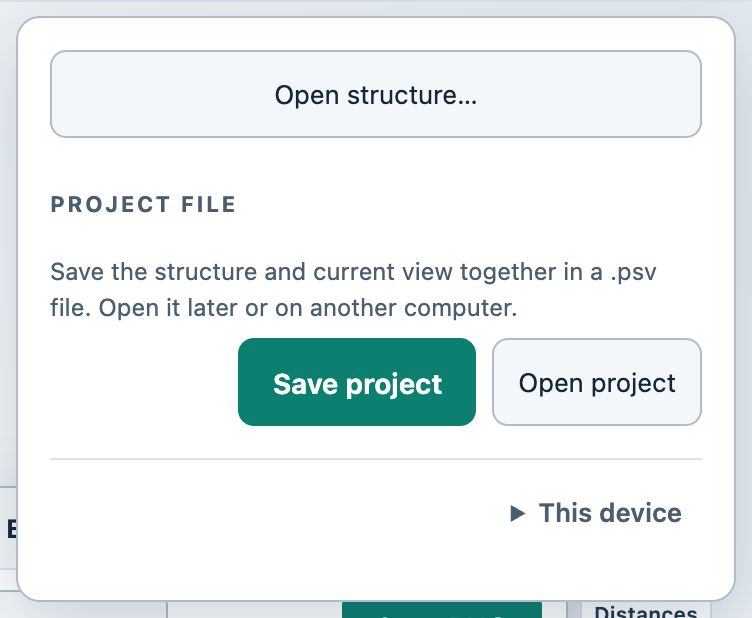 Open structure...
PROJECT FILE
Save the structure and current view together in a .psv
file. Open it later or on another computer.
Save project
Open project
This device
Distances